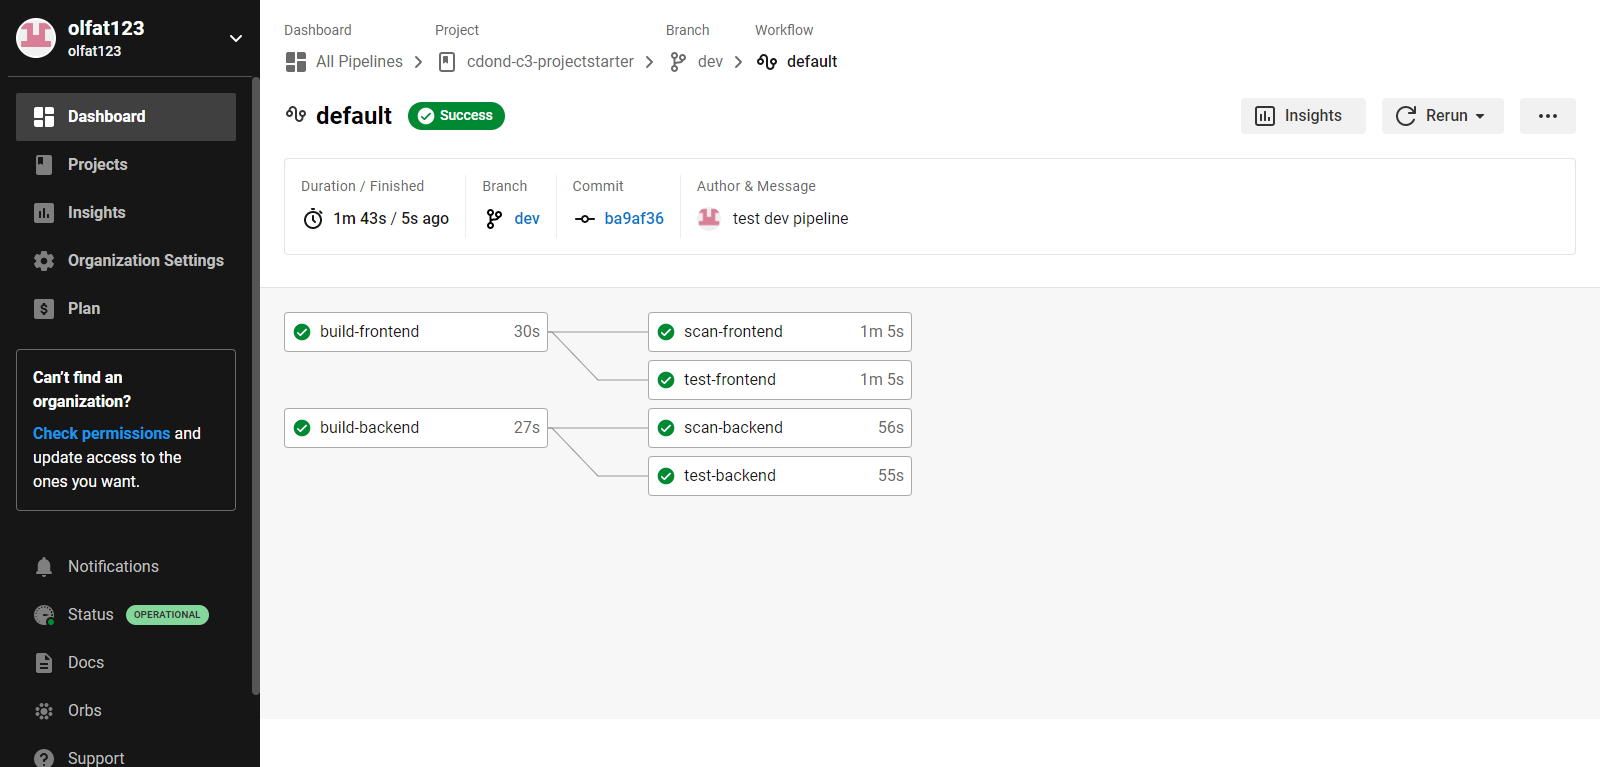 olfat123
olfat123
Dashboard
Projects
Insights
Organization Settings
Plan
Can't find an
organization?
Check permissions and
update access to the
ones you want.
Notifications
Status OPERATIONAL
Docs
Orbs
Support
Dashboard Project Branch Workflow
All Pipelines cdond-c3-projectstarter dev default
default Success Insights Rerun
Duration / Finished Branch Commit Author & Message
1m 43s / 5s ago dev ba9af36 test dev pipeline
build-frontend 30s scan-frontend 1m 5s
test-frontend 1m 5s
build-backend 27s scan-backend 56s
test-backend 55s